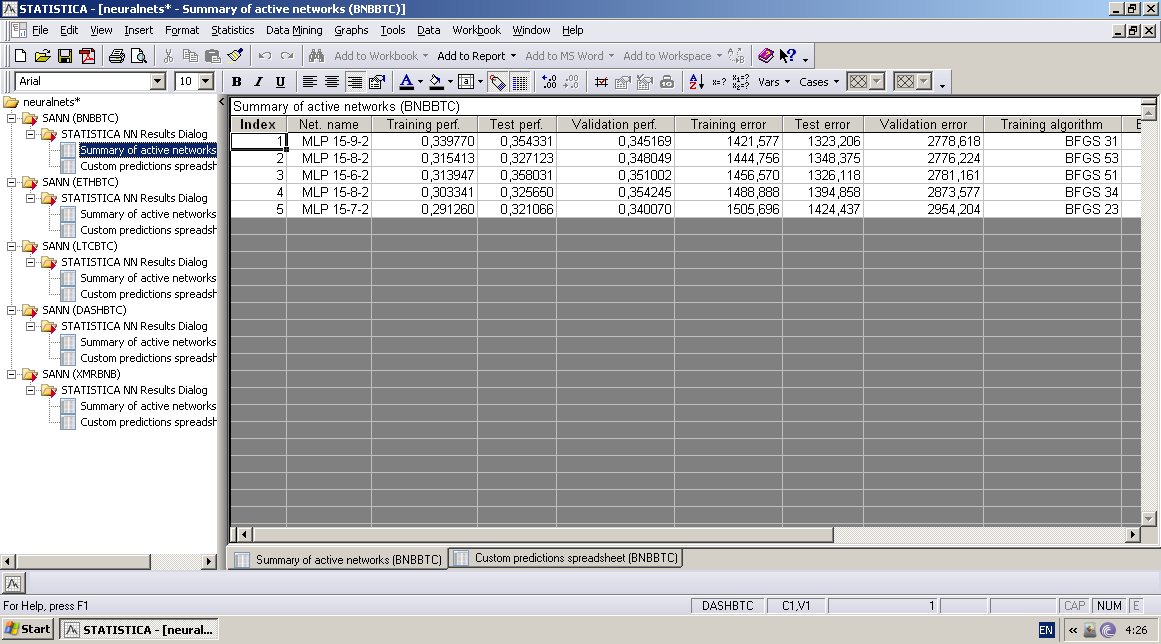 STATISTICA - [neuralnets* - Summary of active networks (BNBBTC)]
File Edit View Insert Format Statistics Data Mining Graphs Tools Data Workbook Window Help
Add to Workbook Add to Report Add to MS Word Add to Workspace
Arial 10 B I U Vars Cases
neuralnets*
SANN (BNBBTC)
STATISTICA NN Results Dialog
Summary of active networks
Custom predictions spreadsh
SANN (ETHBTC)
STATISTICA NN Results Dialog
Summary of active networks
Custom predictions spreadsh
SANN (LTCBTC)
STATISTICA NN Results Dialog
Summary of active networks
Custom predictions spreadsh
SANN (DASHBTC)
STATISTICA NN Results Dialog
Summary of active networks
Custom predictions spreadsh
SANN (XMRBNB)
STATISTICA NN Results Dialog
Summary of active networks
Custom predictions spreadsh
Summary of active networks (BNBBTC)
Index Net. name Training perf. Test perf. Validation perf. Training error Test error Validation error Training algorithm E
1 MLP 15-9-2 0,339770 0,354331 0,345169 1421,577 1323,206 2778,618 BFGS 31
2 MLP 15-8-2 0,315413 0,327123 0,348049 1444,756 1348,375 2776,224 BFGS 53
3 MLP 15-6-2 0,313947 0,358031 0,351002 1456,570 1326,118 2781,161 BFGS 51
4 MLP 15-8-2 0,303341 0,325650 0,354245 1488,888 1394,858 2873,577 BFGS 34
5 MLP 15-7-2 0,291260 0,321066 0,340070 1505,696 1424,437 2954,204 BFGS 23
Summary of active networks (BNBBTC) Custom predictions spreadsheet (BNBBTC)
For Help, press F1 DASHBTC C1,V1 1 CAP NUM E
Start STATISTICA - [neural... EN « 4:26